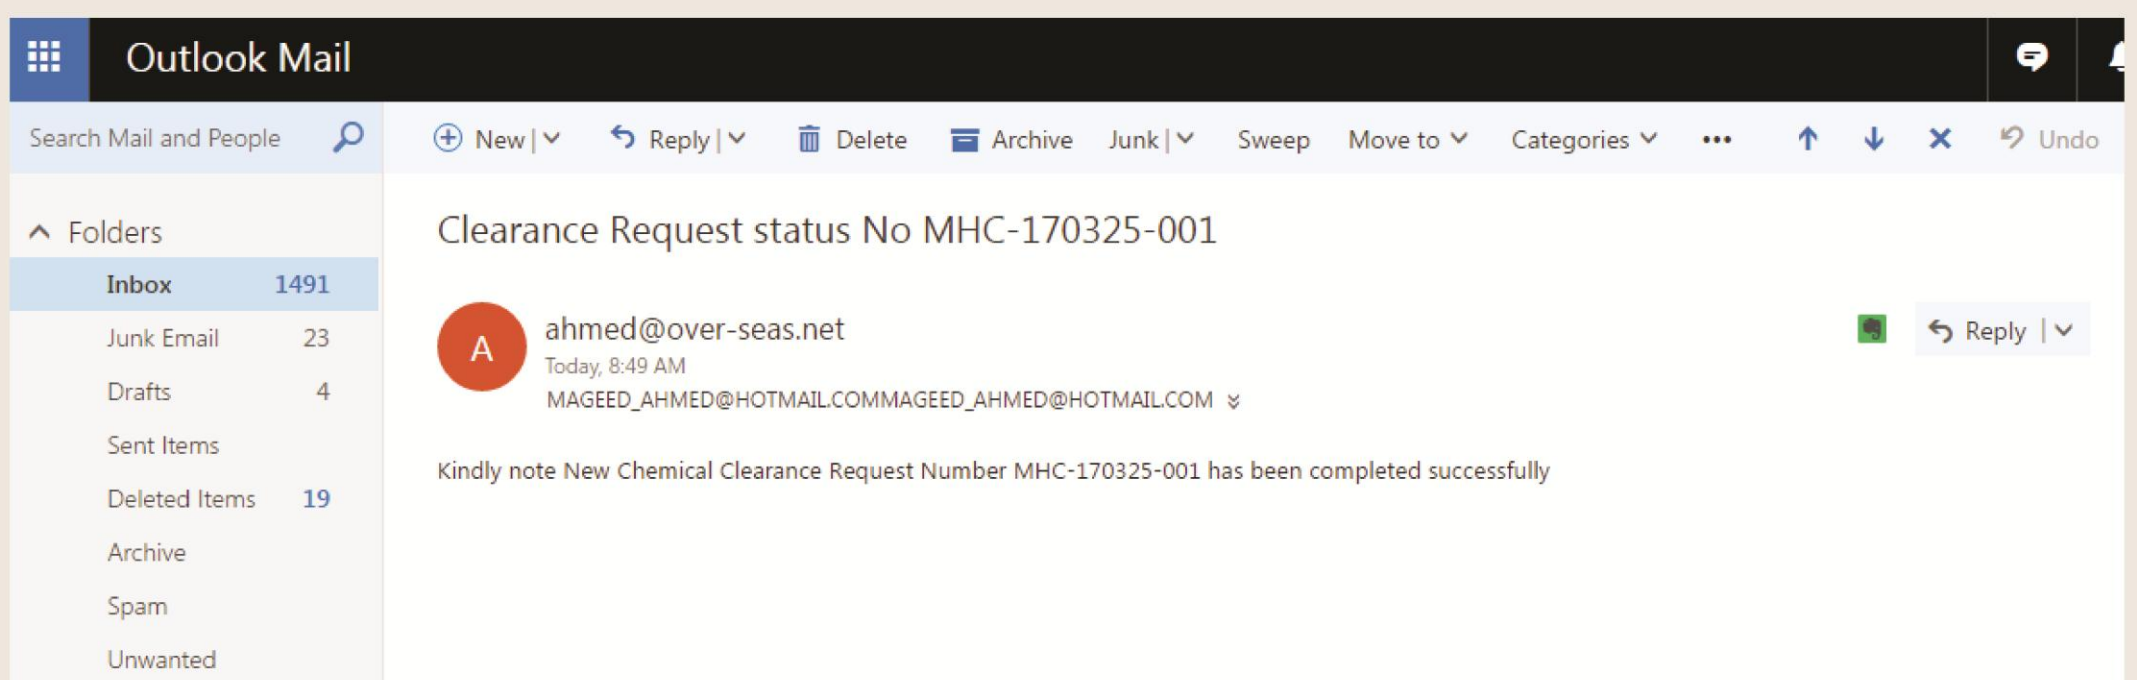 Outlook Mail
Search Mail and People
New | Reply | Delete Archive Junk | Sweep Move to Categories ... Undo
Folders
Inbox 1491
Junk Email 23
Drafts 4
Sent Items
Deleted Items 19
Archive
Spam
Unwanted
Clearance Request status No MHC-170325-001
A
ahmed@over-seas.net
Reply |
Today, 8:49 AM
MAGEED_AHMED@HOTMAIL.COMMAGEED_AHMED@HOTMAIL.COM
Kindly note New Chemical Clearance Request Number MHC-170325-001 has been completed successfully